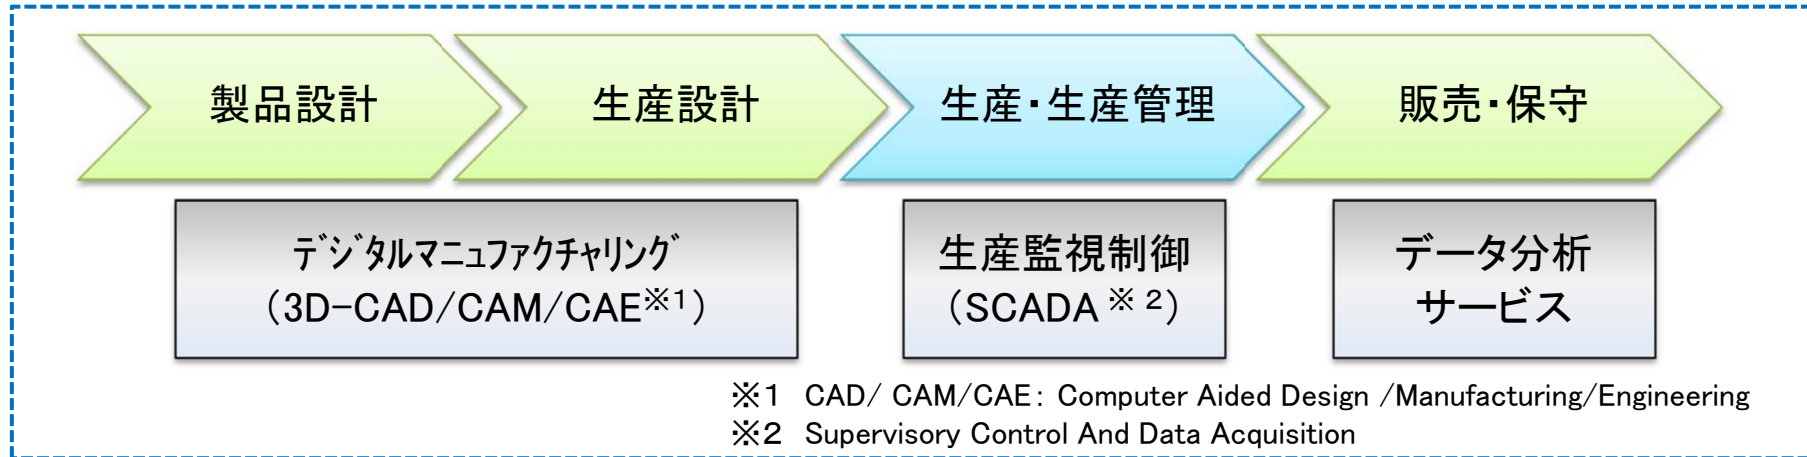 製品設計
生産設計
生産・生産管理
販売・保守
ﾃﾞｼﾞﾀﾙﾏﾆｭﾌｧｸﾁｬﾘﾝｸﾞ
（3D-CAD/CAM/CAE※1）
生産監視制御
（SCADA※２）
データ分析
サービス
※1 CAD/ CAM/CAE： Computer Aided Design /Manufacturing/Engineering
※2 Supervisory Control And Data Acquisition